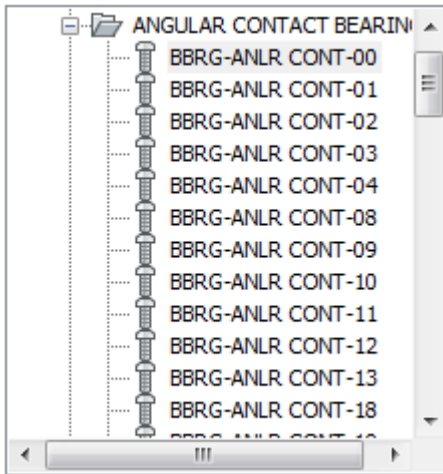 ANGULAR CONTACT BEARIN
BBRG-ANLR CONT-00
BBRG-ANLR CONT-01
BBRG-ANLR CONT-02
BBRG-ANLR CONT-03
BBRG-ANLR CONT-04
BBRG-ANLR CONT-08
BBRG-ANLR CONT-09
BBRG-ANLR CONT-10
BBRG-ANLR CONT-11
BBRG-ANLR CONT-12
BBRG-ANLR CONT-13
BBRG-ANLR CONT-18